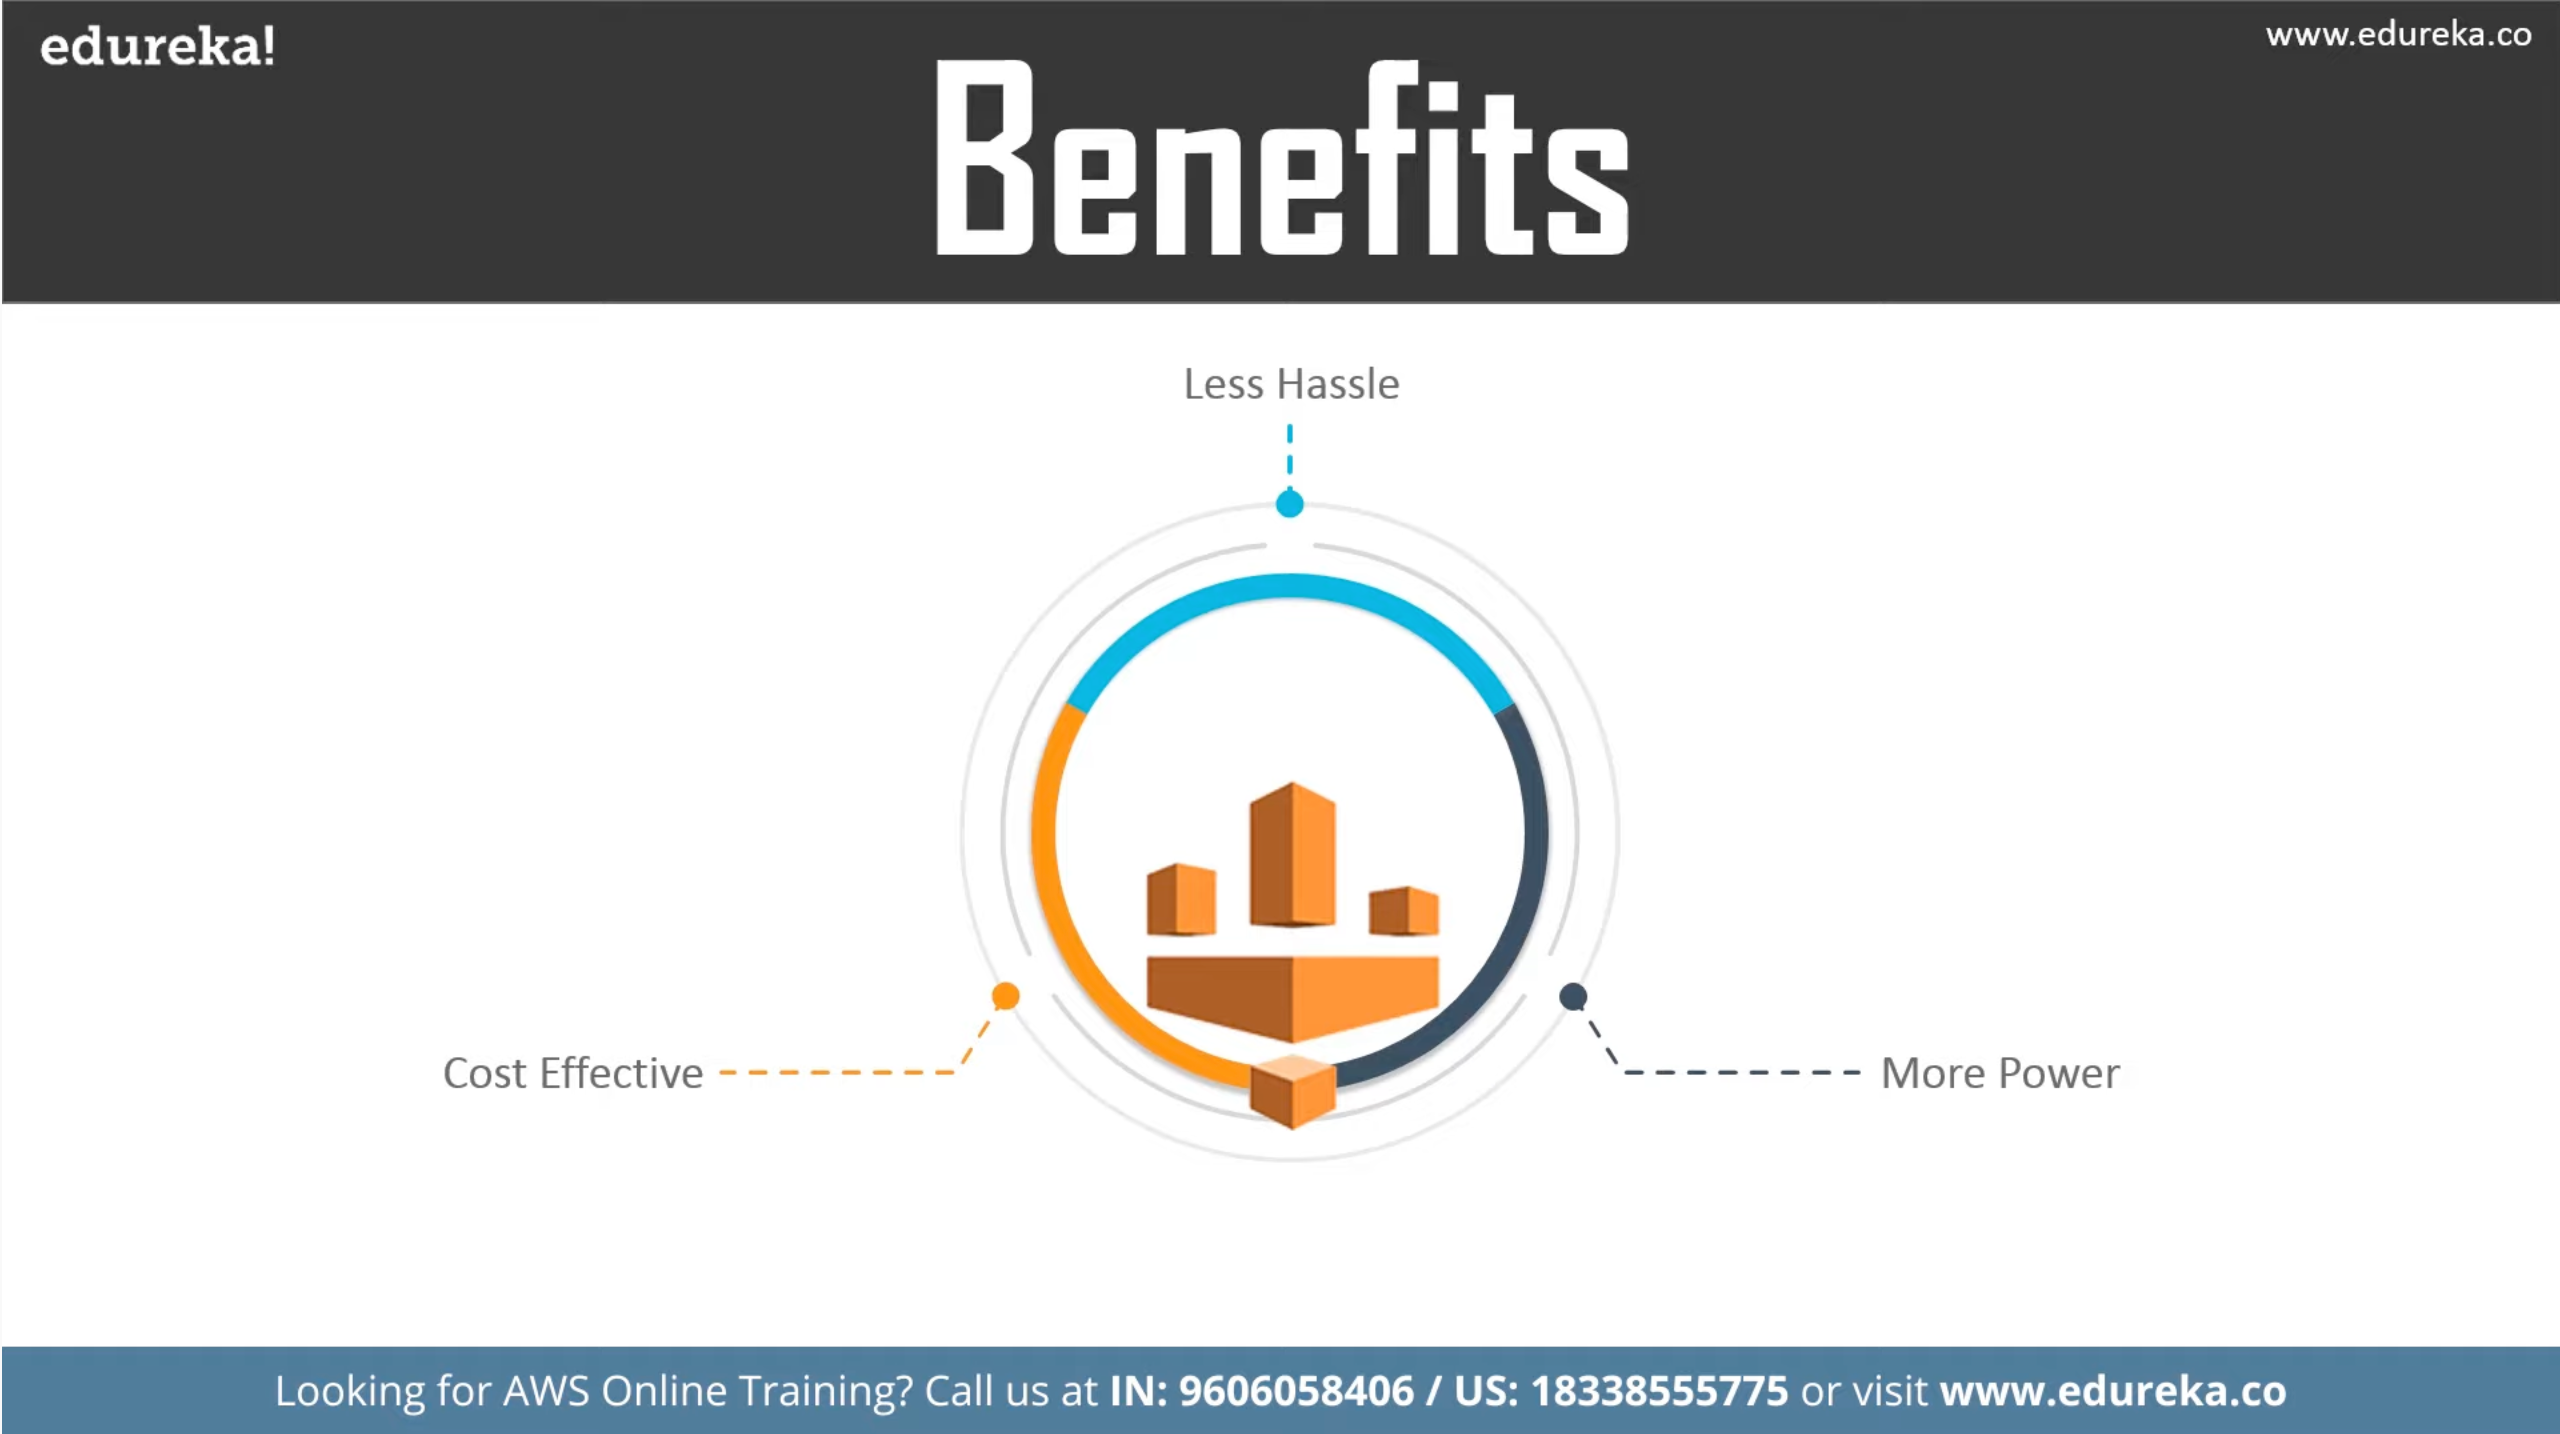 edureka!
www.edureka.co
Benefits
Less Hassle
Cost Effective
More Power
Looking for AWS Online Training? Call us at IN: 9606058406 / US: 18338555775 or visit www.edureka.co